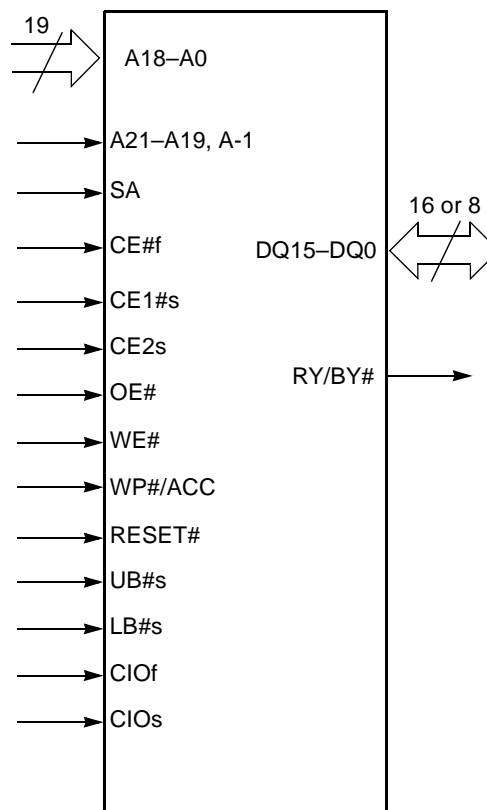 19
A18–A0
A21–A19, A-1
SA
16 or 8
CE#f
DQ15–DQ0
CE1#s
CE2s
RY/BY#
OE#
WE#
WP#/ACC
RESET#
UB#s
LB#s
CIOf
CIOs